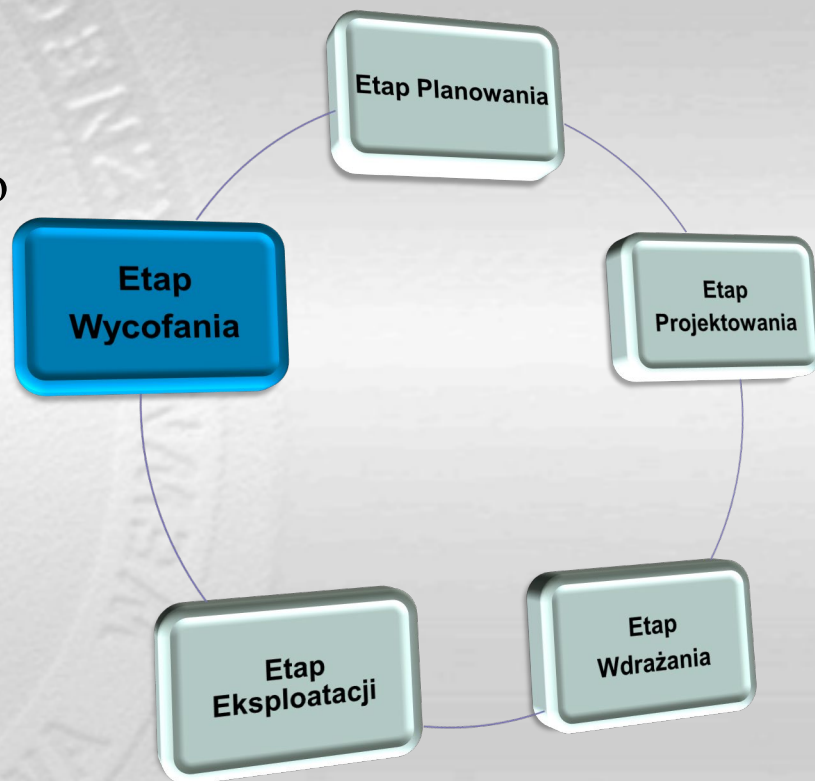 Etap Planowania
Etap
Projektowania
Etap
Wdrażania
Etap
Eksploatacji
Etap
Wycofania